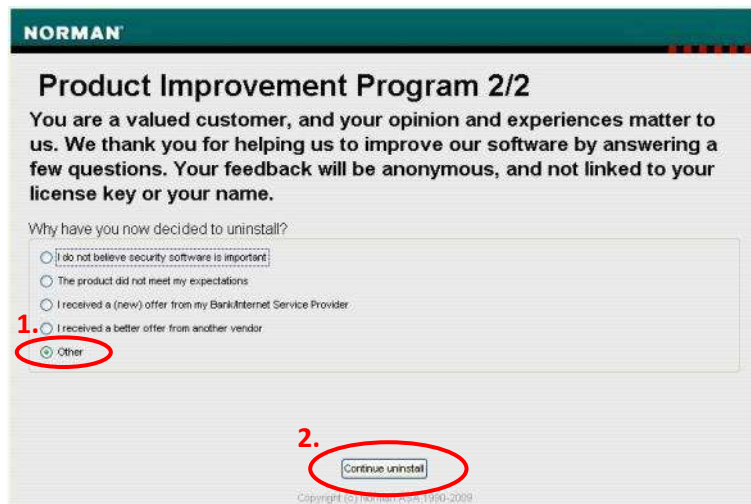 NORMAN
Product Improvement Program 2/2
You are a valued customer, and your opinion and experiences matter to
us. We thank you for helping us to improve our software by answering a
few questions. Your feedback will be anonymous, and not linked to your
license key or your name.
Why have you now decided to uninstall?
I do not believe security software is important
The product did not meet my expectations
I received a (new) offer from my Bank/Internet Service Provider
1.
I received a better offer from another vendor
Other
2.
Continue uninstall
Copyright (c) Norman ASA 1990-2009